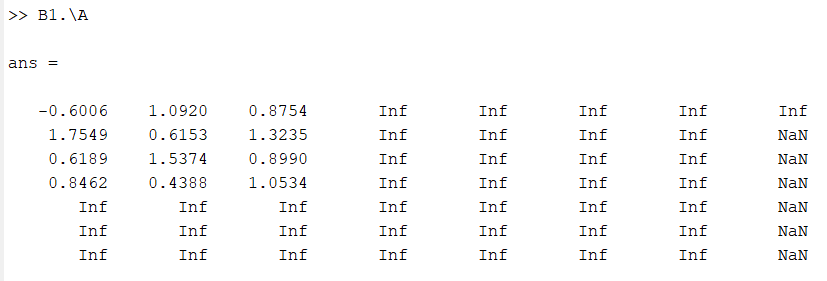 >> B1.\A
ans =
-0.6006 1.0920 0.8754 Inf Inf Inf Inf Inf
1.7549 0.6153 1.3235 Inf Inf Inf Inf NaN
0.6189 1.5374 0.8990 Inf Inf Inf Inf NaN
0.8462 0.4388 1.0534 Inf Inf Inf Inf NaN
Inf Inf Inf Inf Inf Inf Inf NaN
Inf Inf Inf Inf Inf Inf Inf NaN
Inf Inf Inf Inf Inf Inf Inf NaN